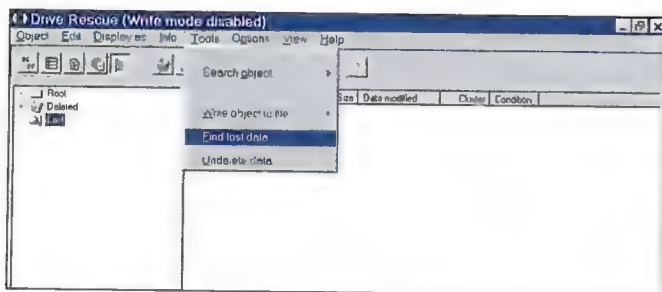 Drive Rescue (Write mode disabled)
Object Edit Display as Info Tools Options View Help
Search object
Root
Size Date modified Cluster Condition
Deleted
Write object to file
Lost
Find lost data
Undelete data